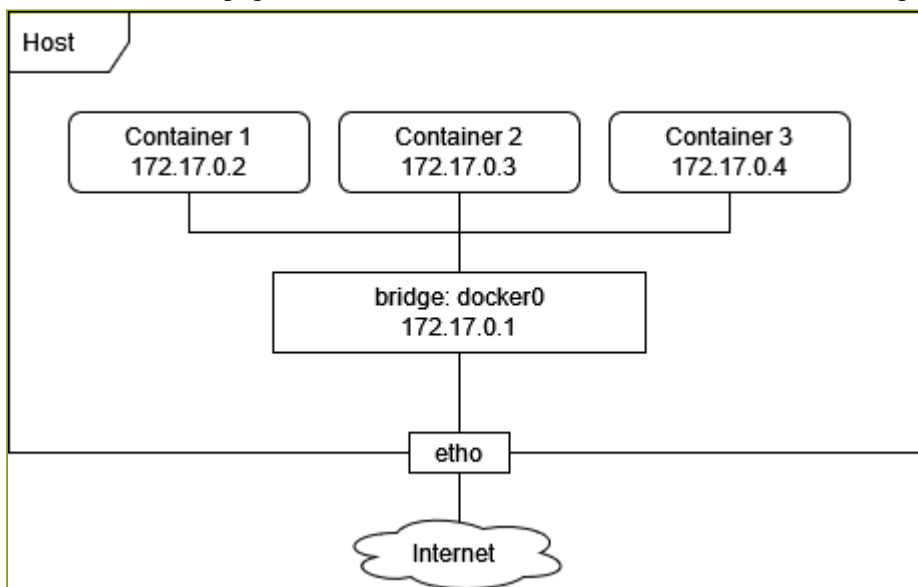 Host
Container 1
172.17.0.2
Container 2
172.17.0.3
Container 3
172.17.0.4
bridge: docker0
172.17.0.1
etho
Internet